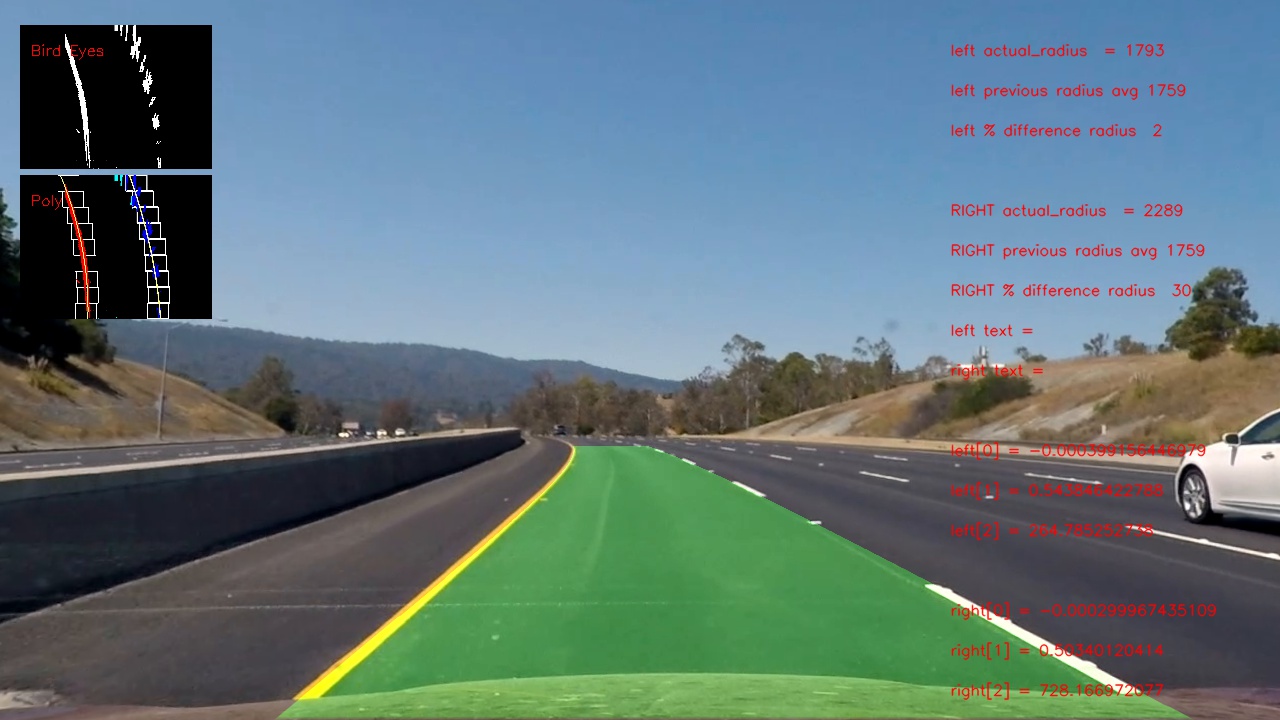 Bird Eyes
Poly
left actual_radius = 1793
left previous radius avg 1759
left % difference radius 2
RIGHT actual_radius = 2289
RIGHT previous radius avg 1759
RIGHT % difference radius 30
left text =
right text =
left[0] = -0.000399156446979
left[1] = 0.543846422788
left[2] = 264.785252738
right[0] = -0.000299967435109
right[1] = 0.50340120414
right[2] = 728.166972077